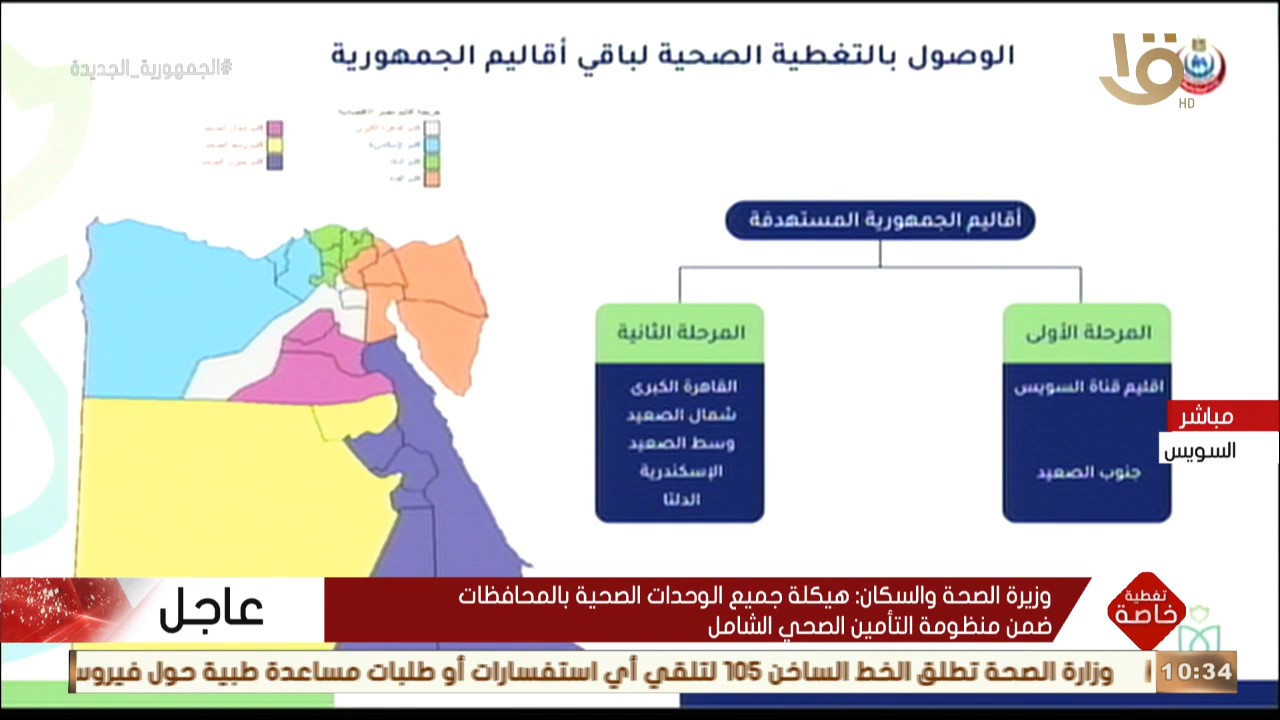 الوصول بالتغطية الصحية لباقي أقاليم الجمهورية
#الجمهورية_الجديدة
HD
أقاليم الجمهورية المستهدفة
المرحلة الأولى
اقليم قناة السويس
جنوب الصعيد
المرحلة الثانية
القاهرة الكبرى
شمال الصعيد
وسط الصعيد
الإسكندرية
الدلتا
مباشر
السويس
تغطية
خاصة
وزيرة الصحة والسكان: هيكلة جميع الوحدات الصحية بالمحافظات
ضمن منظومة التأمين الصحي الشامل
عاجل
10:34
وزارة الصحة تطلق الخط الساخن 105 لتلقي أي استفسارات أو طلبات مساعدة طبية حول فيروس